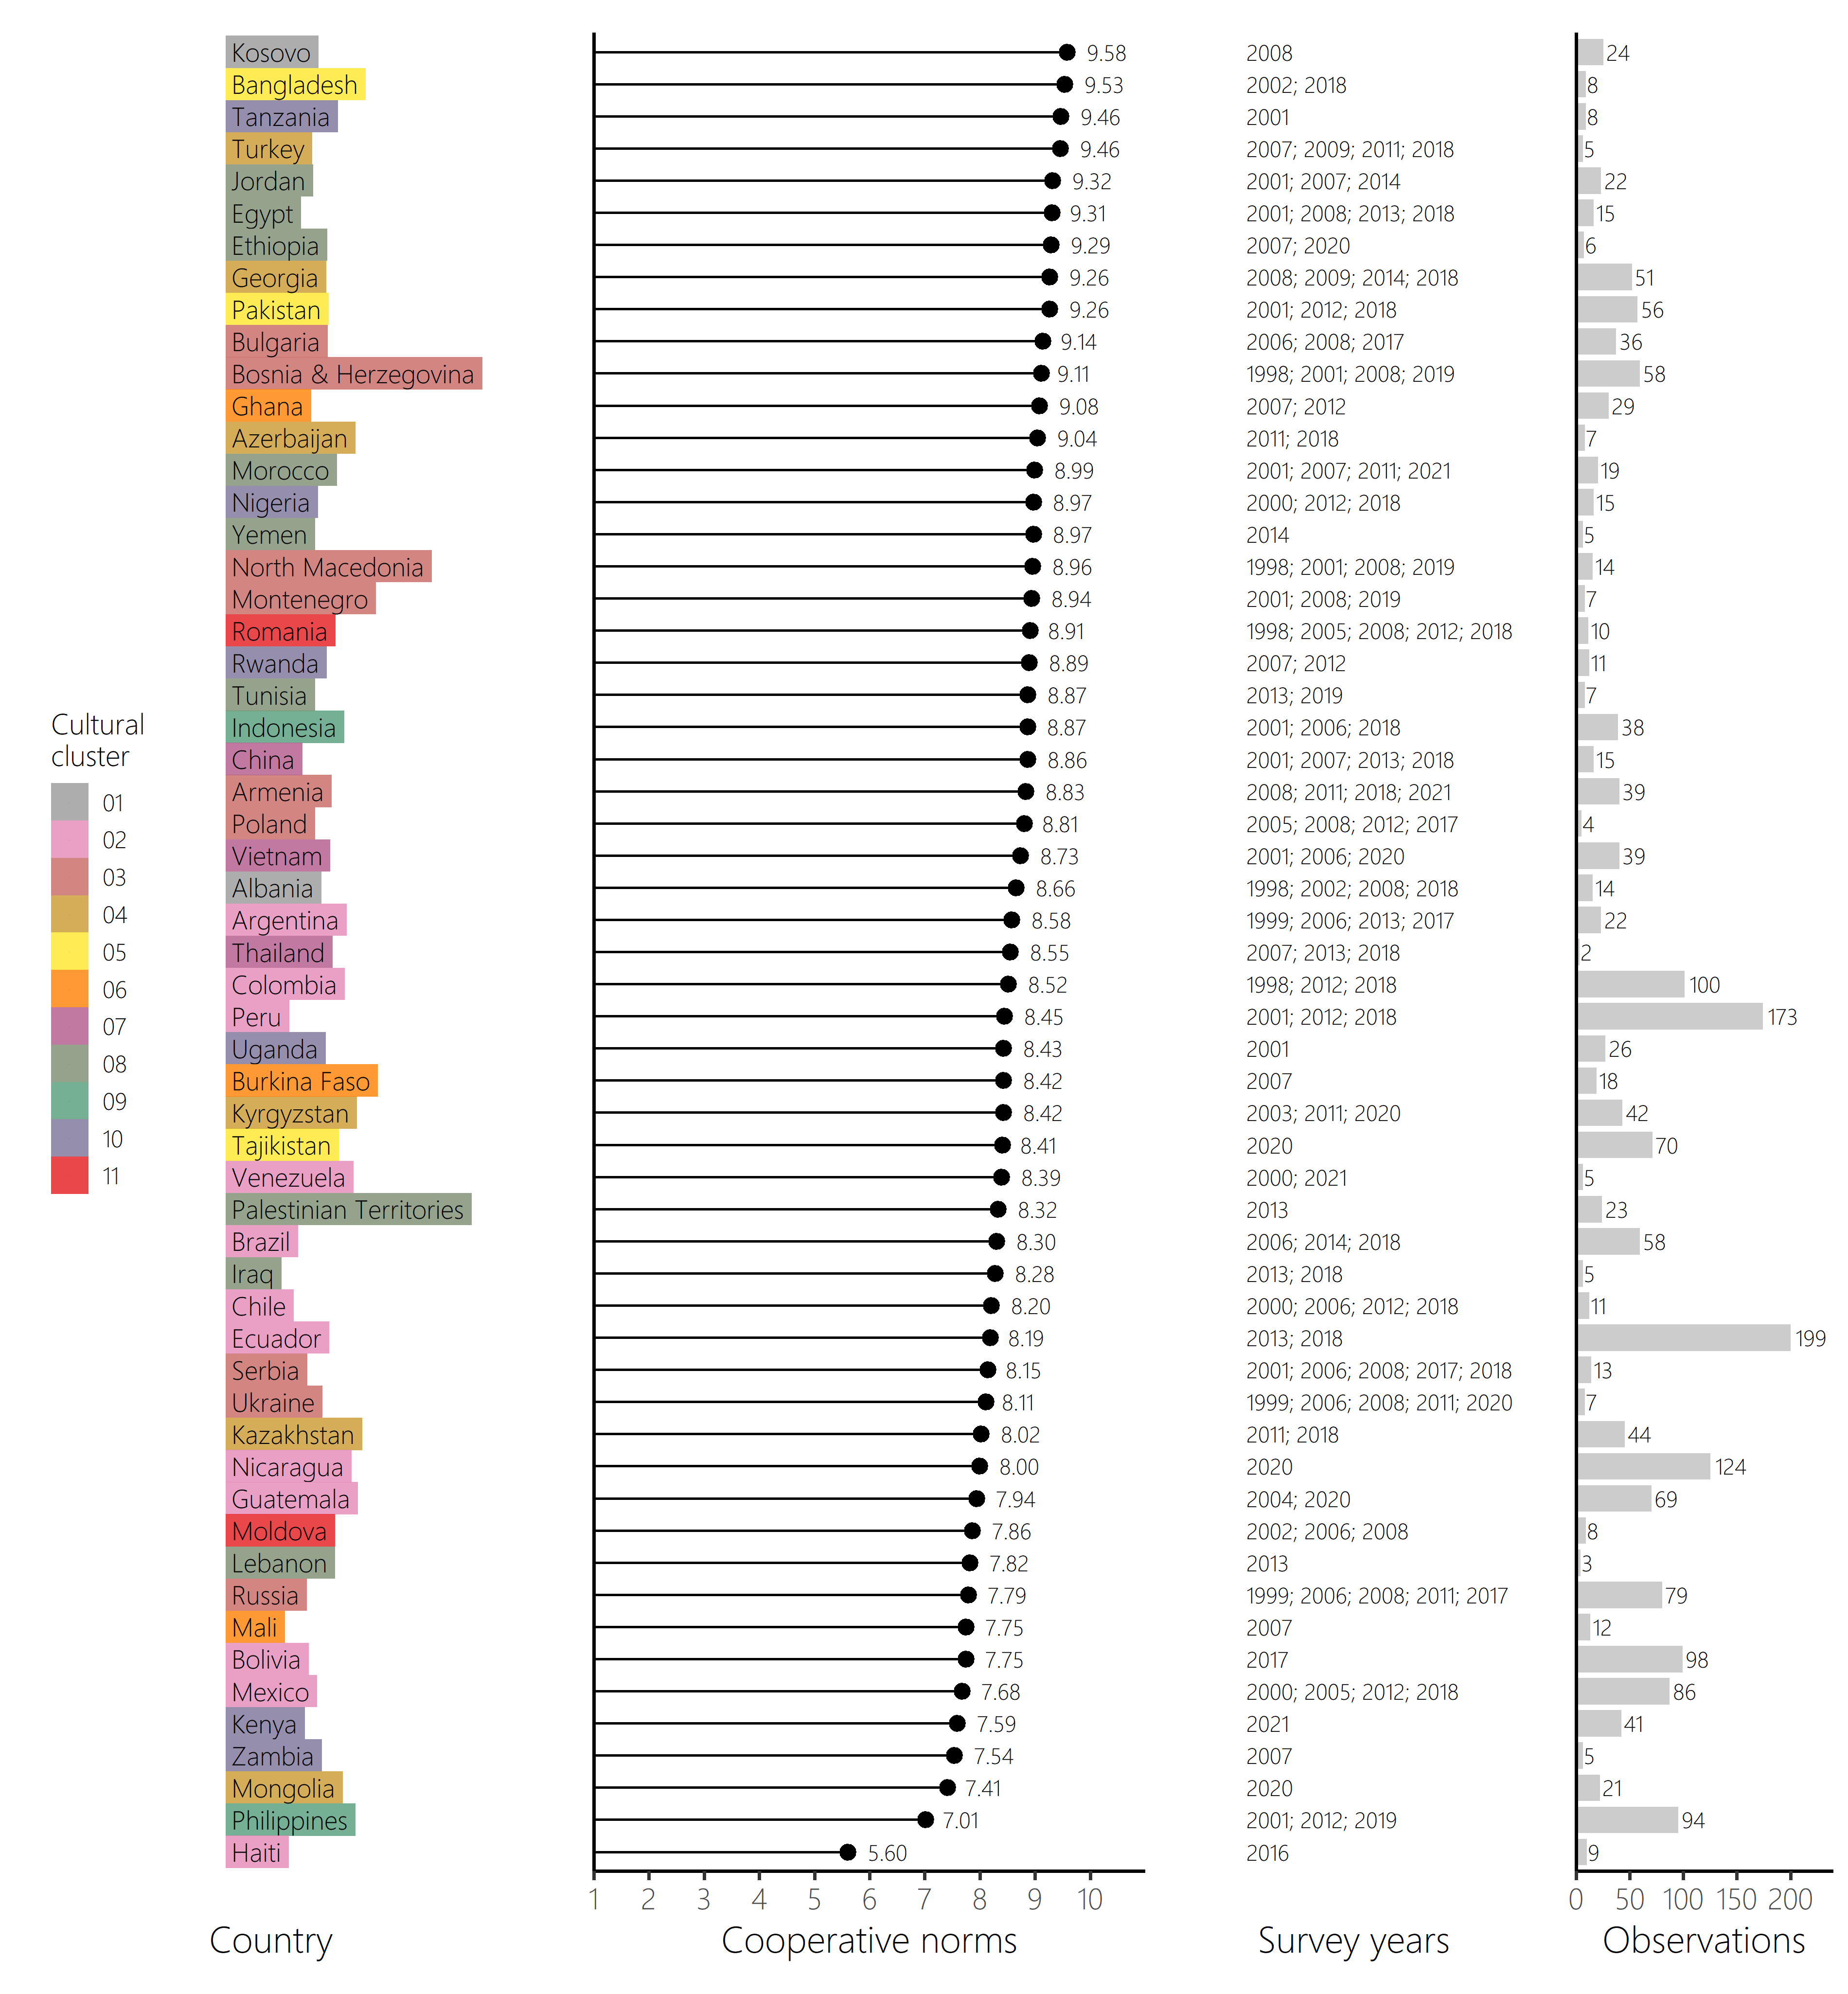 Kosovo 9.58 2008 24
Bangladesh 9.53 2002; 2018 8
Tanzania 9.46 2001 8
Turkey 9.46 2007; 2009; 2011; 2018 5
Jordan 9.32 2001; 2007; 2014 22
Egypt 9.31 2001; 2008; 2013; 2018 15
Ethiopia 9.29 2007; 2020 6
Georgia 9.26 2008; 2009; 2014; 2018 51
Pakistan 9.26 2001; 2012; 2018 56
Bulgaria 9.14 2006; 2008; 2017 36
Bosnia & Herzegovina 9.11 1998; 2001; 2008; 2019 58
Ghana 9.08 2007; 2012 29
Azerbaijan 9.04 2011; 2018 7
Morocco 8.99 2001; 2007; 2011; 2021 19
Nigeria 8.97 2000; 2012; 2018 15
Yemen 8.97 2014 5
North Macedonia 8.96 1998; 2001; 2008; 2019 14
Montenegro 8.94 2001; 2008; 2019 7
Romania 8.91 1998; 2005; 2008; 2012; 2018 10
Rwanda 8.89 2007; 2012 11
Tunisia 8.87 2013; 2019 7
Indonesia 8.87 2001; 2006; 2018 38
China 8.86 2001; 2007; 2013; 2018 15
Armenia 8.83 2008; 2011; 2018; 2021 39
Poland 8.81 2005; 2008; 2012; 2017 4
Vietnam 8.73 2001; 2006; 2020 39
Albania 8.66 1998; 2002; 2008; 2018 14
Argentina 8.58 1999; 2006; 2013; 2017 22
Thailand 8.55 2007; 2013; 2018 2
Colombia 8.52 1998; 2012; 2018 100
Peru 8.45 2001; 2012; 2018 173
Uganda 8.43 2001 26
Burkina Faso 8.42 2007 18
Kyrgyzstan 8.42 2003; 2011; 2020 42
Tajikistan 8.41 2020 70
Venezuela 8.39 2000; 2021 5
Palestinian Territories 8.32 2013 23
Brazil 8.30 2006; 2014; 2018 58
Iraq 8.28 2013; 2018 5
Chile 8.20 2000; 2006; 2012; 2018 11
Ecuador 8.19 2013; 2018 199
Serbia 8.15 2001; 2006; 2008; 2017; 2018 13
Ukraine 8.11 1999; 2006; 2008; 2011; 2020 7
Kazakhstan 8.02 2011; 2018 44
Nicaragua 8.00 2020 124
Guatemala 7.94 2004; 2020 69
Moldova 7.86 2002; 2006; 2008 8
Lebanon 7.82 2013 3
Russia 7.79 1999; 2006; 2008; 2011; 2017 79
Mali 7.75 2007 12
Bolivia 7.75 2017 98
Mexico 7.68 2000; 2005; 2012; 2018 86
Kenya 7.59 2021 41
Zambia 7.54 2007 5
Mongolia 7.41 2020 21
Philippines 7.01 2001; 2012; 2019 94
Haiti 5.60 2016 9
1 2 3 4 5 6 7 8 9 10
0 50 100 150 200
Country
Cooperative norms
Survey years
Observations
Cultural
cluster
01
02
03
04
05
06
07
08
09
10
11